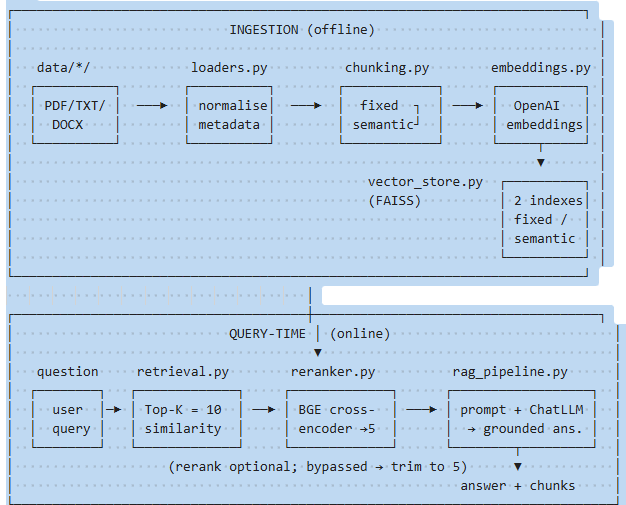 INGESTION (offline)
data/*/ loaders.py chunking.py embeddings.py
PDF/TXT/ normalise fixed OpenAI
DOCX metadata semantic embeddings
vector_store.py
(FAISS)
2 indexes
fixed /
semantic
QUERY-TIME (online)
question retrieval.py reranker.py rag_pipeline.py
user Top-K = 10 BGE cross- prompt + ChatLLM
query similarity encoder →5 → grounded ans.
(rerank optional; bypassed → trim to 5)
answer + chunks